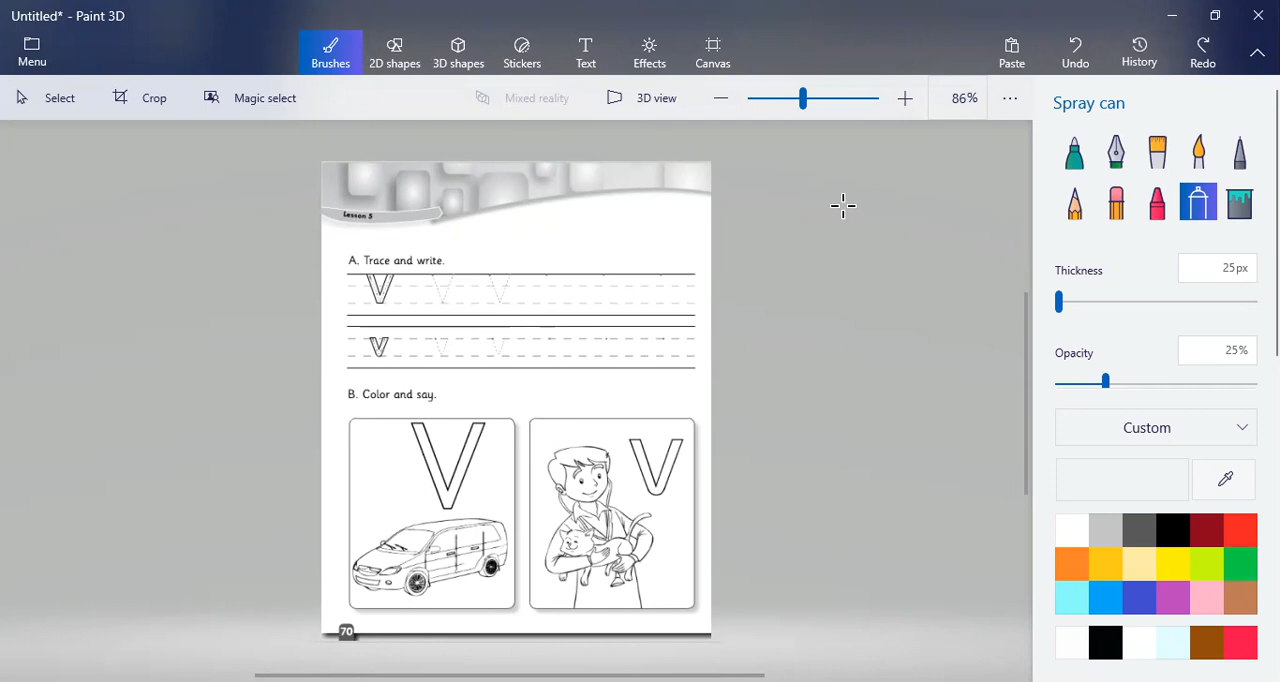 Untitled* - Paint 3D
Menu
Brushes
2D shapes
3D shapes
Stickers
Text
Effects
Canvas
Paste
Undo
History
Redo
Select
Crop
Magic select
Mixed reality
3D view
86%
Spray can
Thickness
25px
Opacity
25%
Custom
Lesson 5
A. Trace and write.
V V V
v v v
B. Color and say.
V
v
70